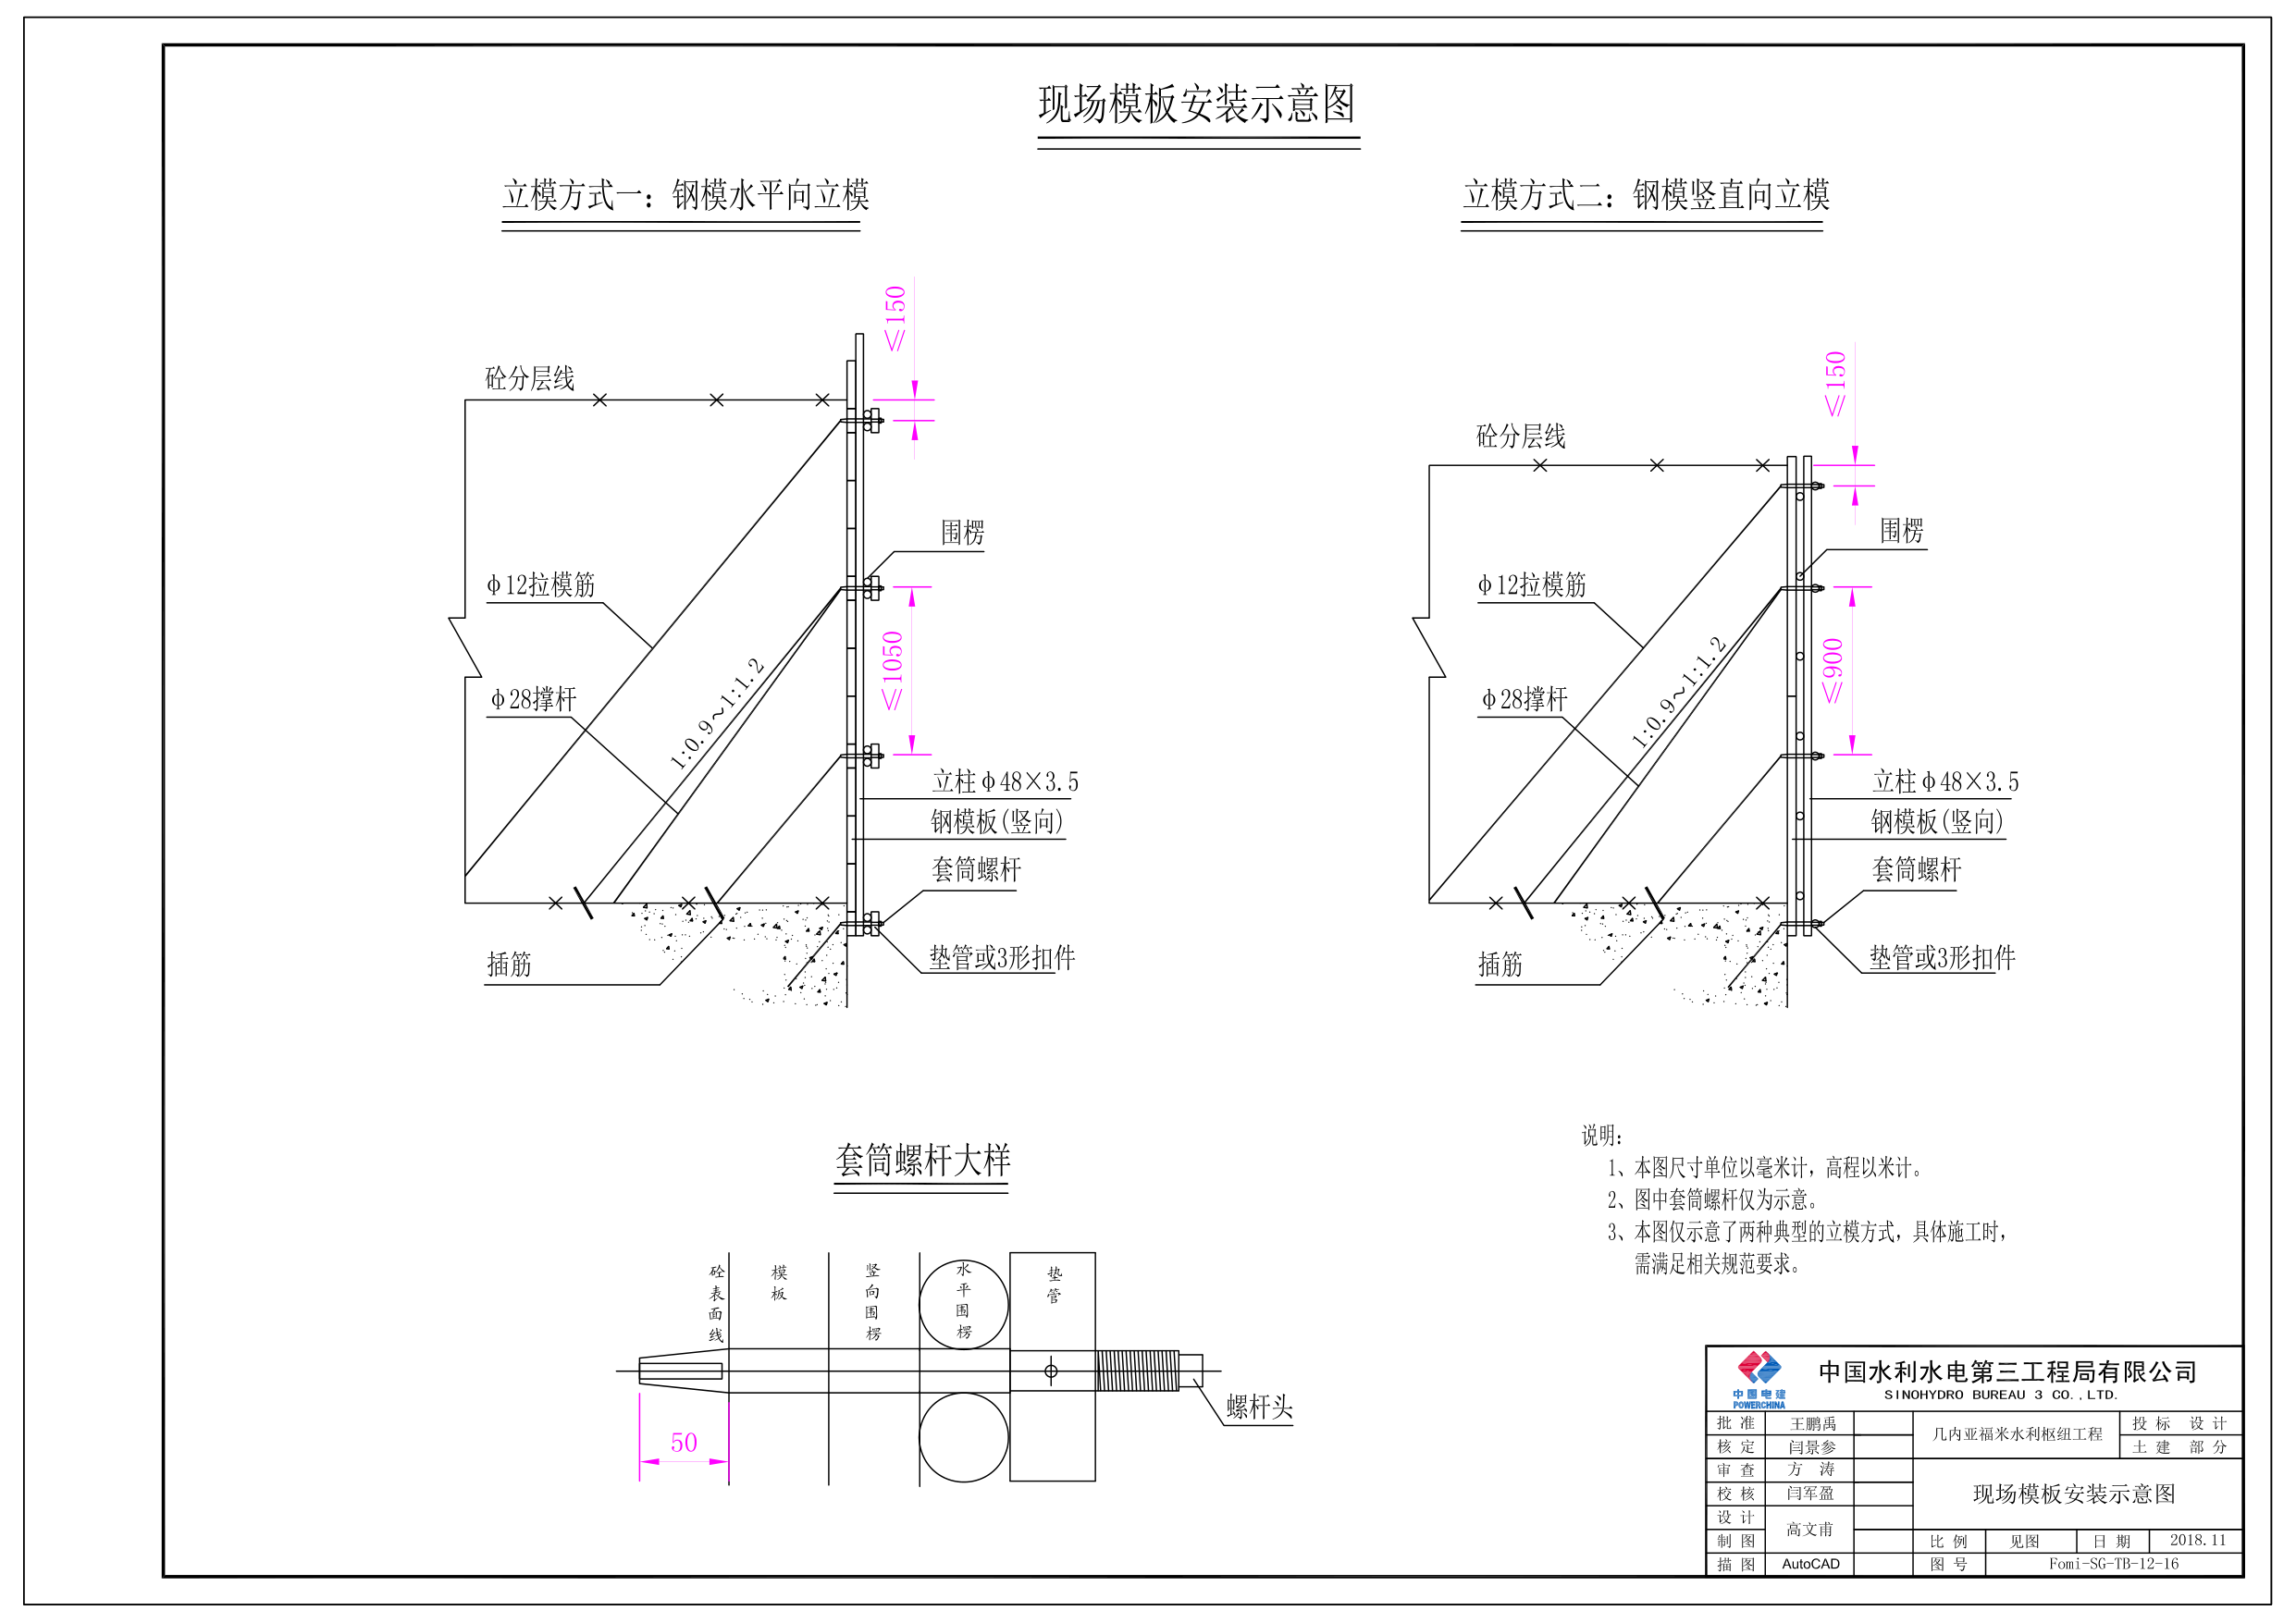 现场模板安装示意图
立模方式一：钢模水平向立模
立模方式二：钢模竖直向立模
≤150
砼分层线
围楞
φ12拉模筋
≤1050
φ28撑杆
1:0.9~1:1.2
立柱φ48×3.5
钢模板(竖向)
套筒螺杆
垫管或3形扣件
插筋
≤150
砼分层线
围楞
φ12拉模筋
≤900
φ28撑杆
1:0.9~1:1.2
立柱φ48×3.5
钢模板(竖向)
套筒螺杆
垫管或3形扣件
插筋
套筒螺杆大样
砼表面线
模板
竖向围楞
水平围楞
垫管
螺杆头
50
说明：
1、本图尺寸单位以毫米计，高程以米计。
2、图中套筒螺杆仅为示意。
3、本图仅示意了两种典型的立模方式，具体施工时，
需满足相关规范要求。
中国电建
POWERCHINA
中国水利水电第三工程局有限公司
SINOHYDRO BUREAU 3 CO.,LTD.
批准 王鹏禹
核定 闫景参
审查 方涛
校核 闫军盈
设计
制图 高文甫
描图 AutoCAD
几内亚福米水利枢纽工程
投标 设计
土建 部分
现场模板安装示意图
比例 见图 日期 2018.11
图号 Fomi-SG-TB-12-16